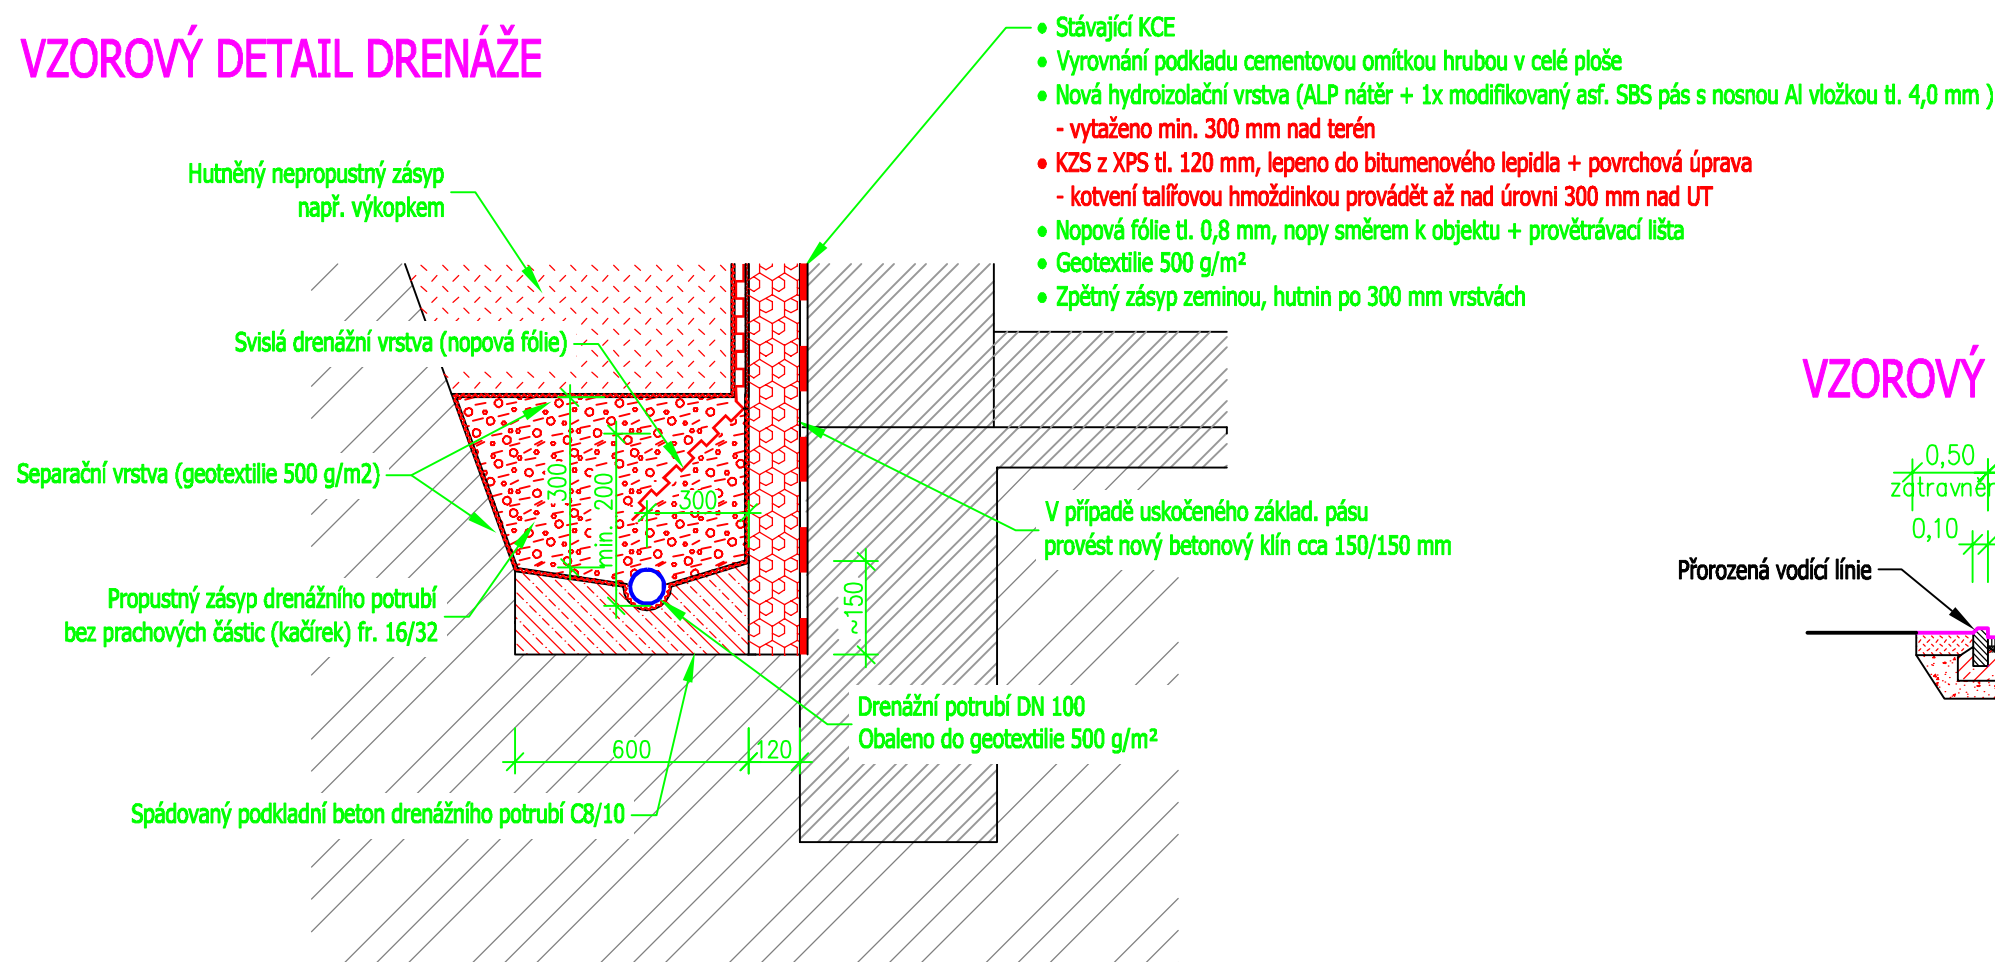 VZOROVÝ DETAIL DRENÁŽE
• Stávající KCE
• Vyrovnání podkladu cementovou omítkou hrubou v celé ploše
• Nová hydroizolační vrstva (ALP nátěr + 1x modifikovaný asf. SBS pás s nosnou Al vložkou tl. 4,0 mm )
- vytaženo min. 300 mm nad terén
• KZS z XPS tl. 120 mm, lepeno do bitumenového lepidla + povrchová úprava
- kotvení talířovou hmoždinkou provádět až nad úrovni 300 mm nad UT
• Nopová fólie tl. 0,8 mm, nopy směrem k objektu + provětrávací lišta
• Geotextilie 500 g/m²
• Zpětný zásyp zeminou, hutnin po 300 mm vrstvách
Hutněný nepropustný zásyp
např. výkopkem
Svislá drenážní vrstva (nopová fólie)
Separační vrstva (geotextilie 500 g/m2)
300
min. 200
300
Propustný zásyp drenážního potrubí
bez prachových částic (kačírek) fr. 16/32
V případě uskočeného základ. pásu
provést nový betonový klín cca 150/150 mm
~150
Drenážní potrubí DN 100
Obaleno do geotextilie 500 g/m²
600
120
Spádovaný podkladní beton drenážního potrubí C8/10
VZOROVÝ
0,50
zatravněn
0,10
Přorozená vodící línie